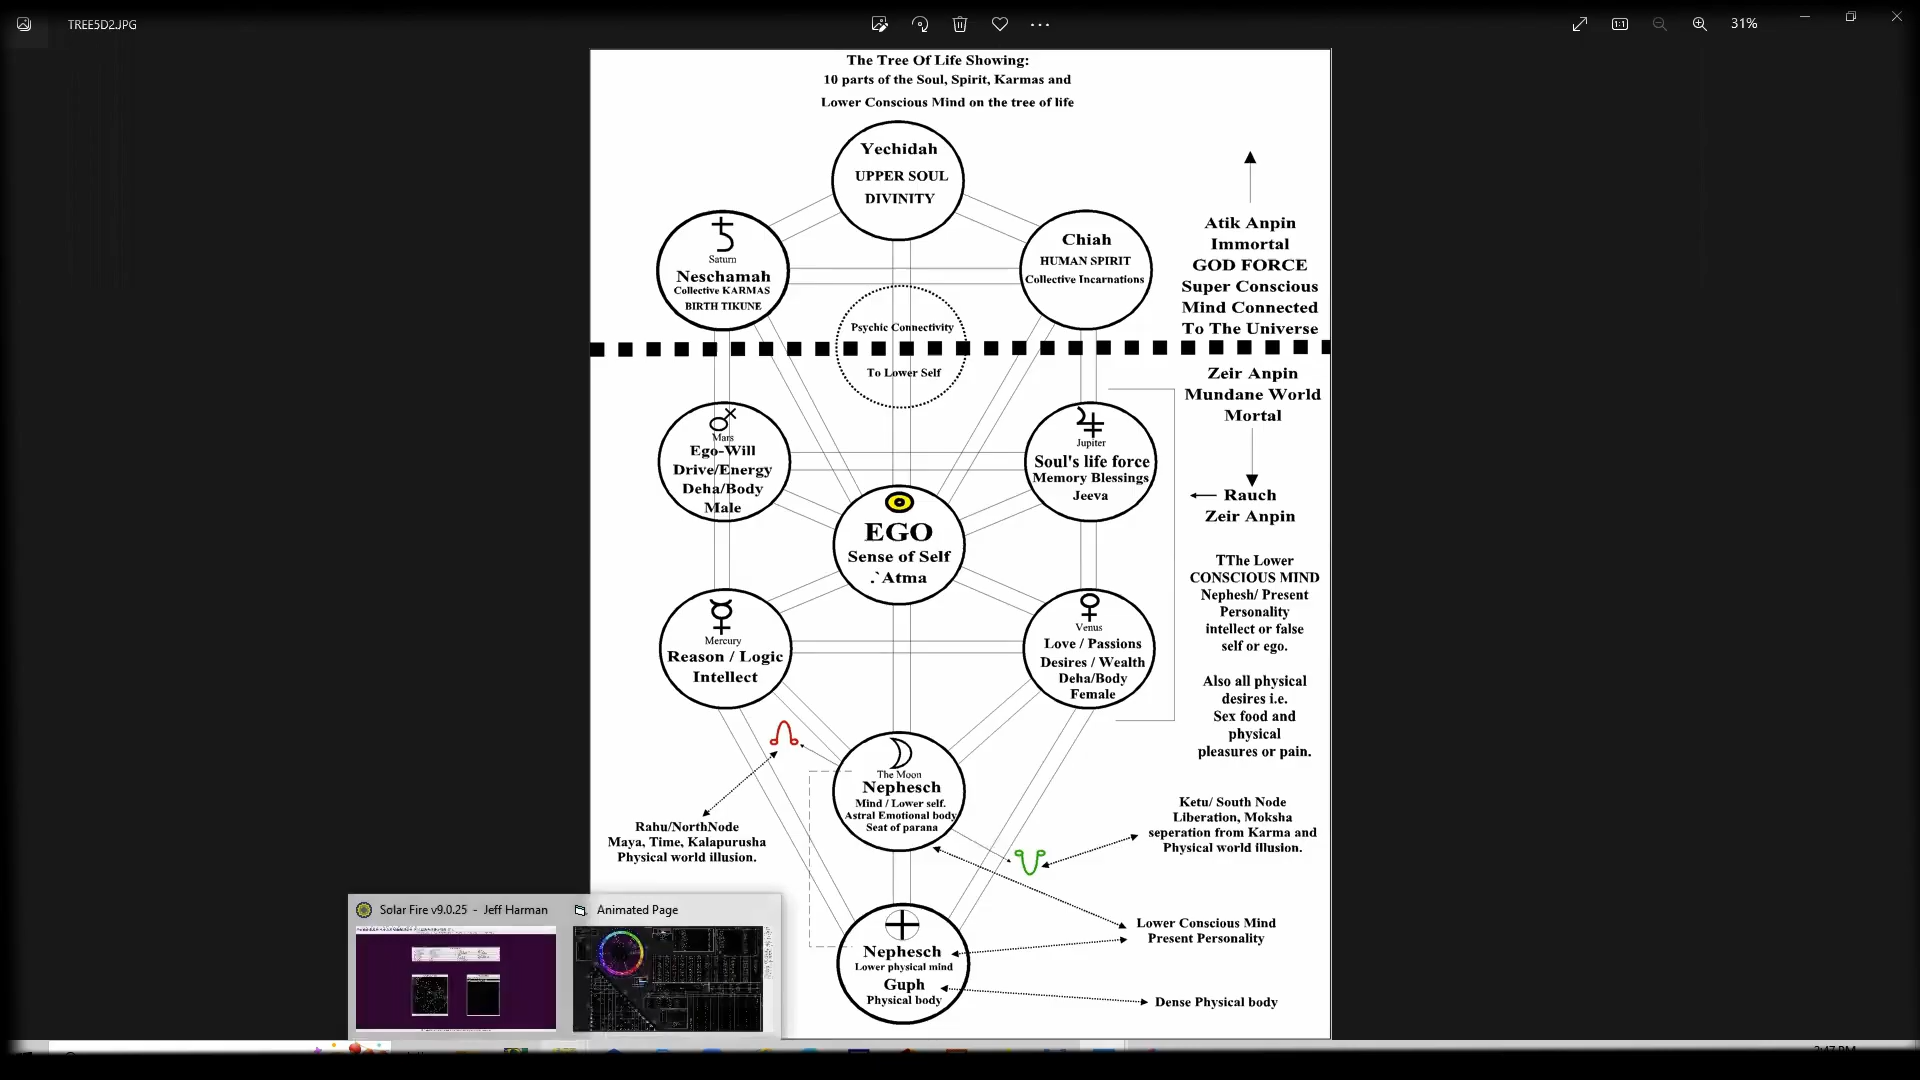 TREE5D2.JPG
31%
The Tree Of Life Showing:
10 parts of the Soul, Spirit, Karmas and
Lower Conscious Mind on the tree of life
Yechidah
UPPER SOUL
DIVINITY
Saturn
Neschamah
Collective KARMAS
BIRTH TIKUNE
Chiah
HUMAN SPIRIT
Collective Incarnations
Atik Anpin
Immortal
GOD FORCE
Super Conscious
Mind Connected
To The Universe
Psychic Connectivity
To Lower Self
Zeir Anpin
Mundane World
Mortal
Mars
Ego-Will
Drive/Energy
Deha/Body
Male
Jupiter
Soul's life force
Memory Blessings
Jeeva
Rauch
Zeir Anpin
EGO
Sense of Self
.`Atma
TThe Lower
CONSCIOUS MIND
Nephesh/ Present
Personality
intellect or false
self or ego.
Mercury
Reason / Logic
Intellect
Venus
Love / Passions
Desires / Wealth
Deha/Body
Female
Also all physical
desires i.e.
Sex food and
physical
pleasures or pain.
The Moon
Nephesch
Mind / Lower self.
Astral Emotional body
Seat of parana
Rahu/NorthNode
Maya, Time, Kalapurusha
Physical world illusion.
Ketu/ South Node
Liberation, Moksha
seperation from Karma and
Physical world illusion.
Lower Conscious Mind
Present Personality
Nephesch
Lower physical mind
Guph
Physical body
Dense Physical body
Solar Fire v9.0.25 - Jeff Harman
Animated Page